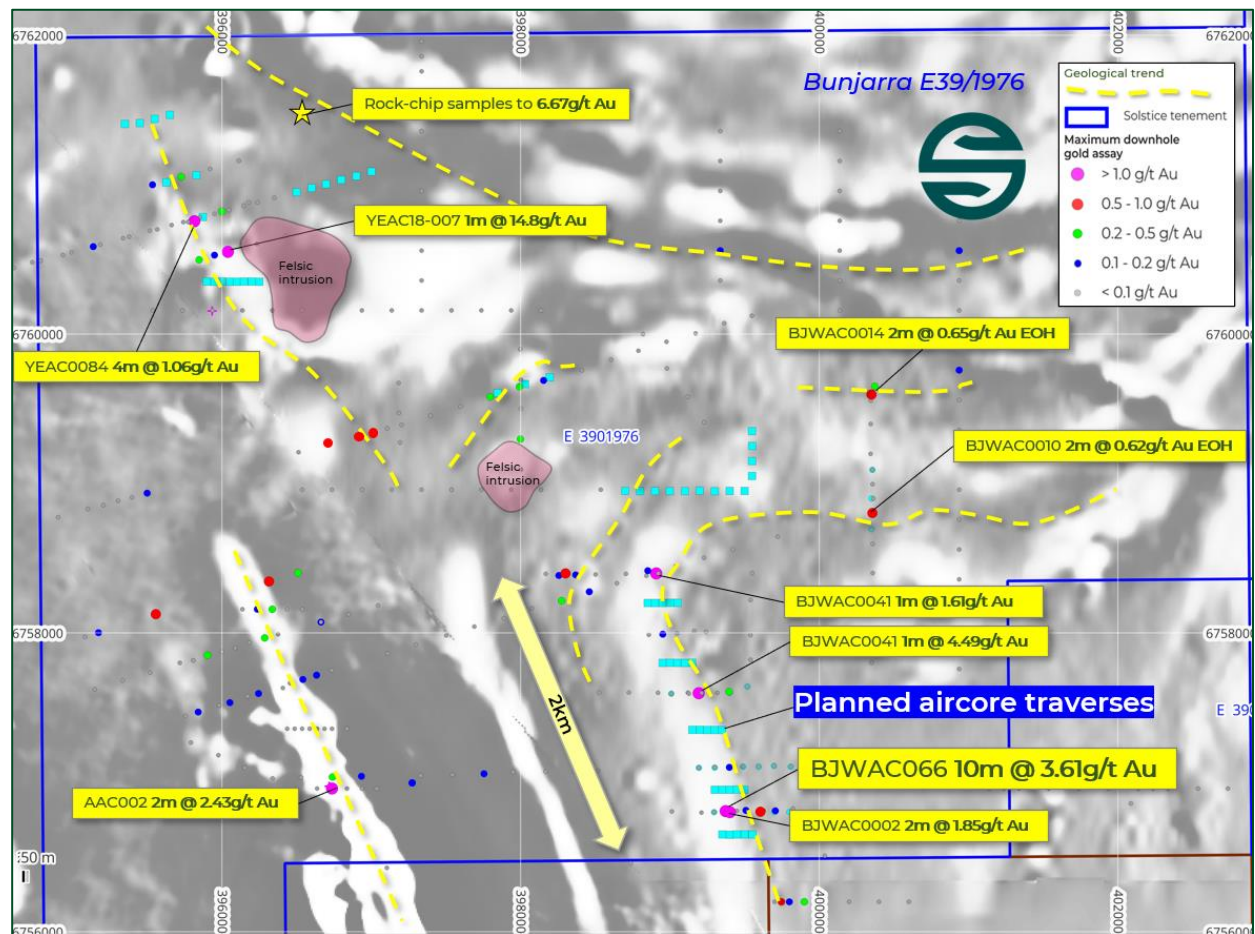 396000
398000
400000
402000
6762000
6762000
Bunjarra E39/1976
Geological trend
Solstice tenement
Maximum downhole
gold assay
> 1.0 g/t Au
0.5 - 1.0 g/t Au
0.2 - 0.5 g/t Au
0.1 - 0.2 g/t Au
< 0.1 g/t Au
Rock-chip samples to 6.67g/t Au
YEAC18-007 1m @ 14.8g/t Au
Felsic
intrusion
6760000
6760000
BJWAC0014 2m @ 0.65g/t Au EOH
YEAC0084 4m @ 1.06g/t Au
E 3901976
BJWAC0010 2m @ 0.62g/t Au EOH
Felsic
intrusion
BJWAC0041 1m @ 1.61g/t Au
6758000
6758000
BJWAC0041 1m @ 4.49g/t Au
2km
Planned aircore traverses
E 390
BJWAC066 10m @ 3.61g/t Au
AAC002 2m @ 2.43g/t Au
BJWAC0002 2m @ 1.85g/t Au
50 m
396000
398000
400000
402000
6756000
6756000